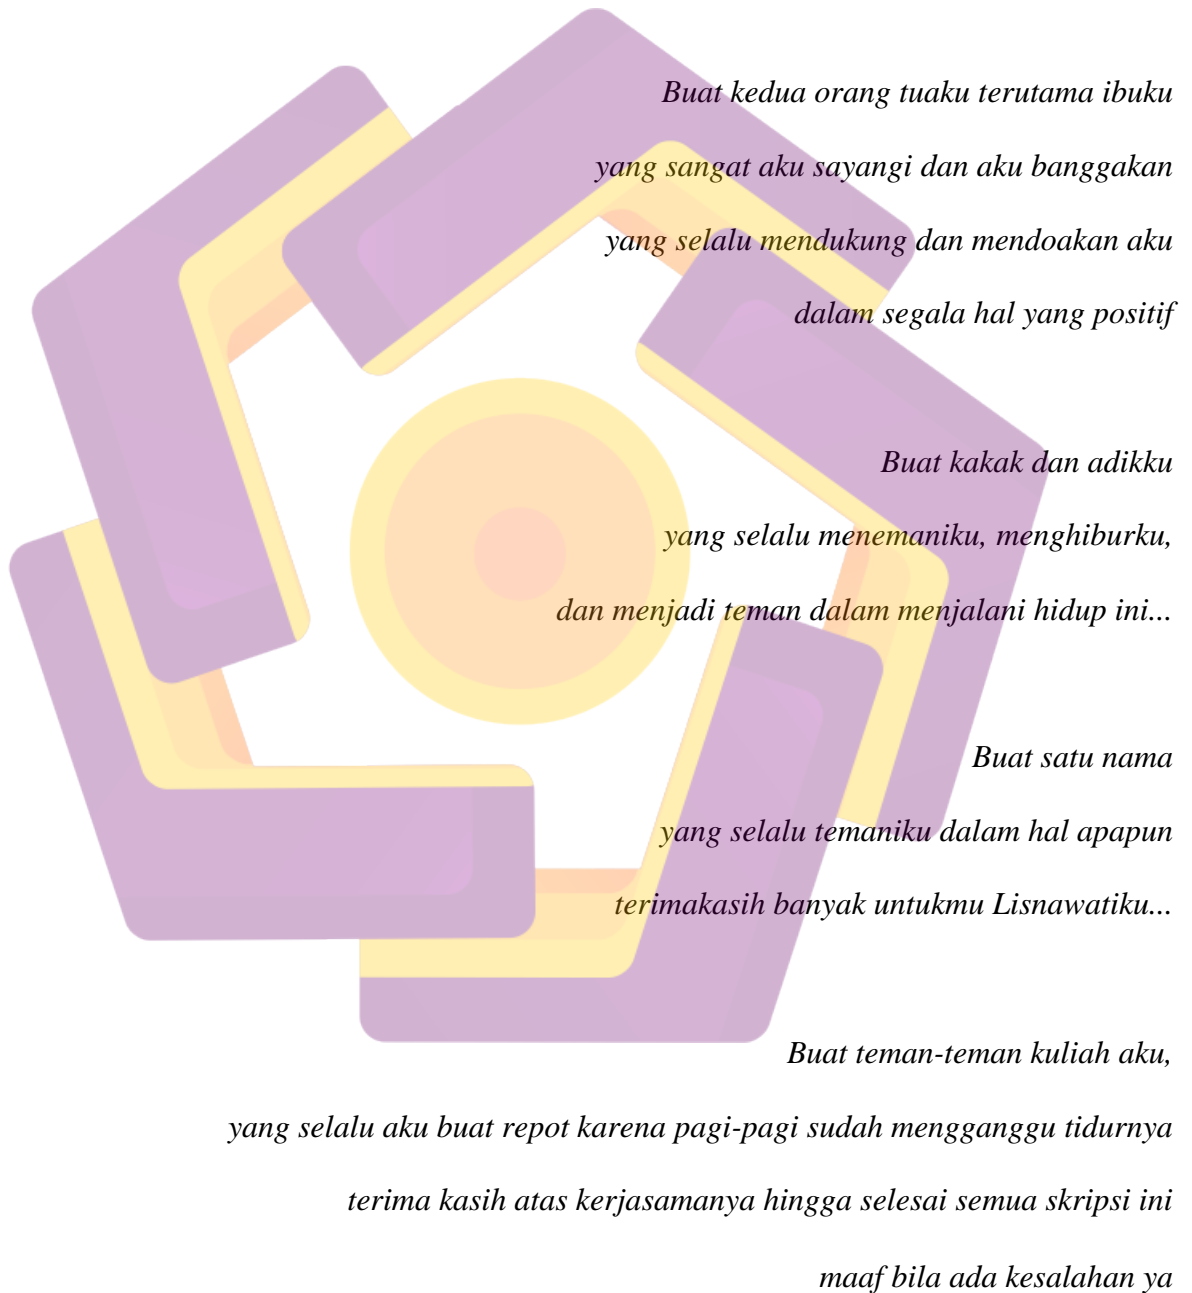 Buat kedua orang tuaku terutama ibuku
yang sangat aku sayangi dan aku banggakan
yang selalu mendukung dan mendoakan aku
dalam segala hal yang positif
Buat kakak dan adikku
yang selalu menemaniku, menghiburku,
dan menjadi teman dalam menjalani hidup ini...
Buat satu nama
yang selalu temaniku dalam hal apapun
terimakasih banyak untukmu Lisnawatiku...
Buat teman-teman kuliah aku,
yang selalu aku buat repot karena pagi-pagi sudah mengganggu tidurnya
terima kasih atas kerjasamanya hingga selesai semua skripsi ini
maaf bila ada kesalahan ya